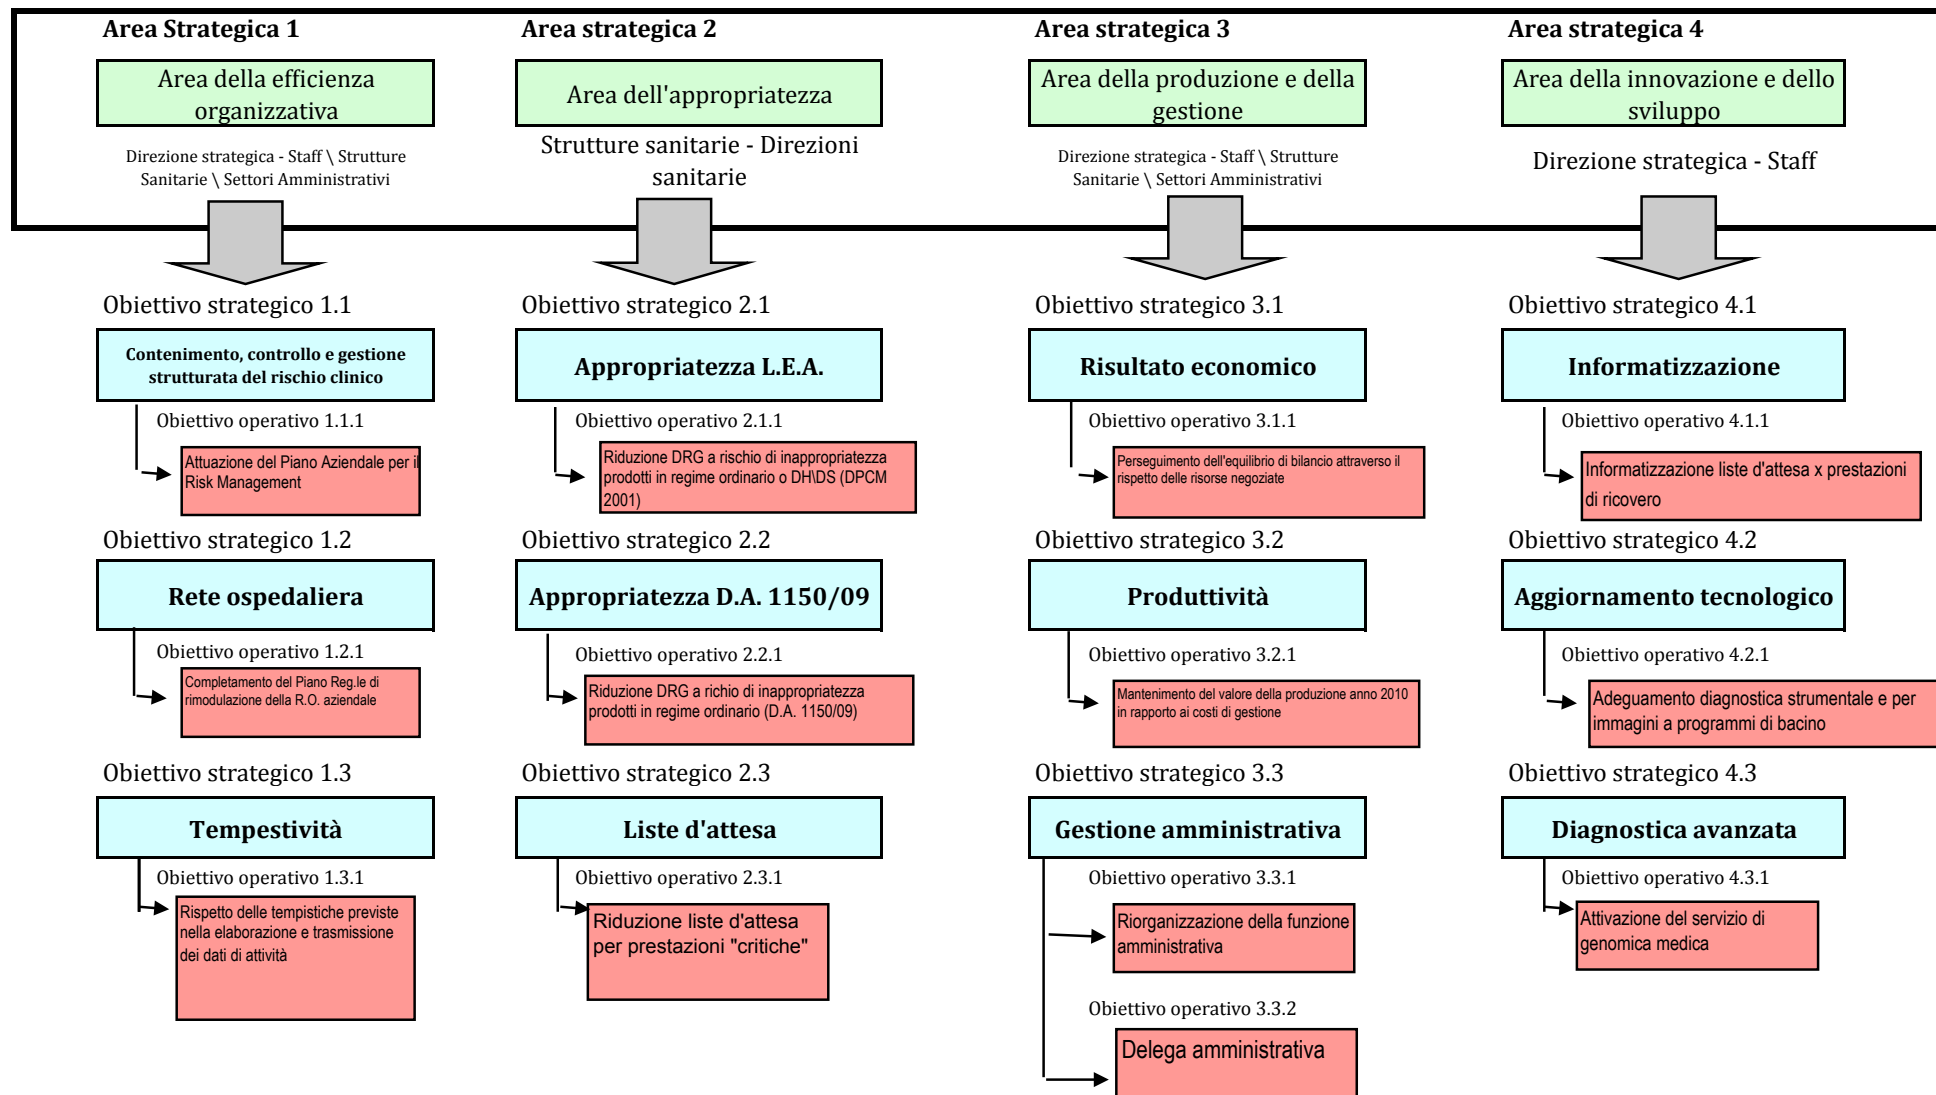 Area Strategica 1
Area della efficienza
organizzativa
Direzione strategica - Staff \ Strutture
Sanitarie \ Settori Amministrativi
Obiettivo strategico 1.1
Contenimento, controllo e gestione
strutturata del rischio clinico
Obiettivo operativo 1.1.1
Attuazione del Piano Aziendale per il
Risk Management
Obiettivo strategico 1.2
Rete ospedaliera
Obiettivo operativo 1.2.1
Completamento del Piano Reg.le di
rimodulazione della R.O. aziendale
Obiettivo strategico 1.3
Tempestività
Obiettivo operativo 1.3.1
Rispetto delle tempistiche previste
nella elaborazione e trasmissione
dei dati di attività
Area strategica 2
Area dell'appropriatezza
Strutture sanitarie - Direzioni
sanitarie
Obiettivo strategico 2.1
Appropriatezza L.E.A.
Obiettivo operativo 2.1.1
Riduzione DRG a rischio di inappropriatezza
prodotti in regime ordinario o DH\DS (DPCM
2001)
Obiettivo strategico 2.2
Appropriatezza D.A. 1150/09
Obiettivo operativo 2.2.1
Riduzione DRG a richio di inappropriatezza
prodotti in regime ordinario (D.A. 1150/09)
Obiettivo strategico 2.3
Liste d'attesa
Obiettivo operativo 2.3.1
Riduzione liste d'attesa
per prestazioni "critiche"
Area strategica 3
Area della produzione e della
gestione
Direzione strategica - Staff \ Strutture
Sanitarie \ Settori Amministrativi
Obiettivo strategico 3.1
Risultato economico
Obiettivo operativo 3.1.1
Perseguimento dell'equilibrio di bilancio attraverso il
rispetto delle risorse negoziate
Obiettivo strategico 3.2
Produttività
Obiettivo operativo 3.2.1
Mantenimento del valore della produzione anno 2010
in rapporto ai costi di gestione
Obiettivo strategico 3.3
Gestione amministrativa
Obiettivo operativo 3.3.1
Riorganizzazione della funzione
amministrativa
Obiettivo operativo 3.3.2
Delega amministrativa
Area strategica 4
Area della innovazione e dello
sviluppo
Direzione strategica - Staff
Obiettivo strategico 4.1
Informatizzazione
Obiettivo operativo 4.1.1
Informatizzazione liste d'attesa x prestazioni
di ricovero
Obiettivo strategico 4.2
Aggiornamento tecnologico
Obiettivo operativo 4.2.1
Adeguamento diagnostica strumentale e per
immagini a programmi di bacino
Obiettivo strategico 4.3
Diagnostica avanzata
Obiettivo operativo 4.3.1
Attivazione del servizio di
genomica medica